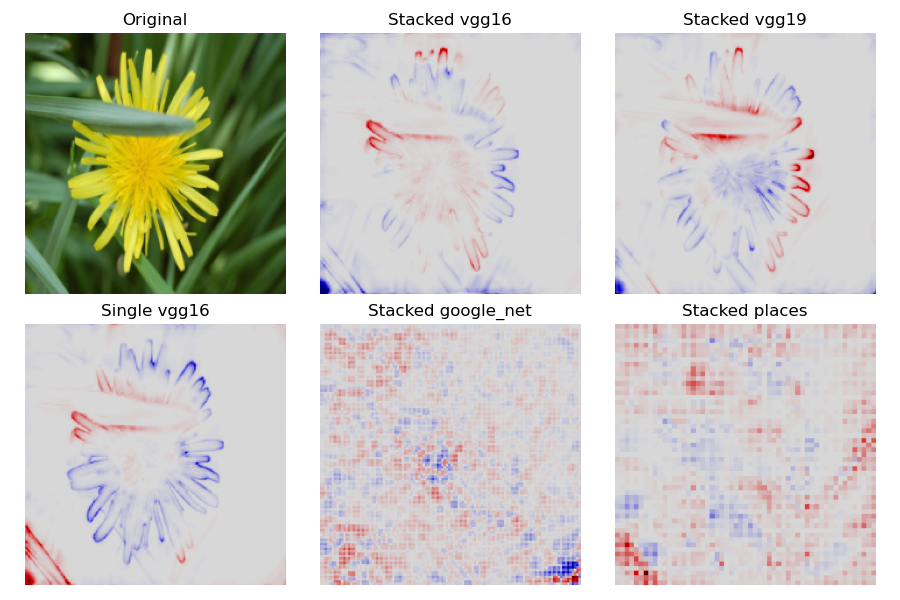 Original
Stacked vgg16
Stacked vgg19
Single vgg16
Stacked google_net
Stacked places